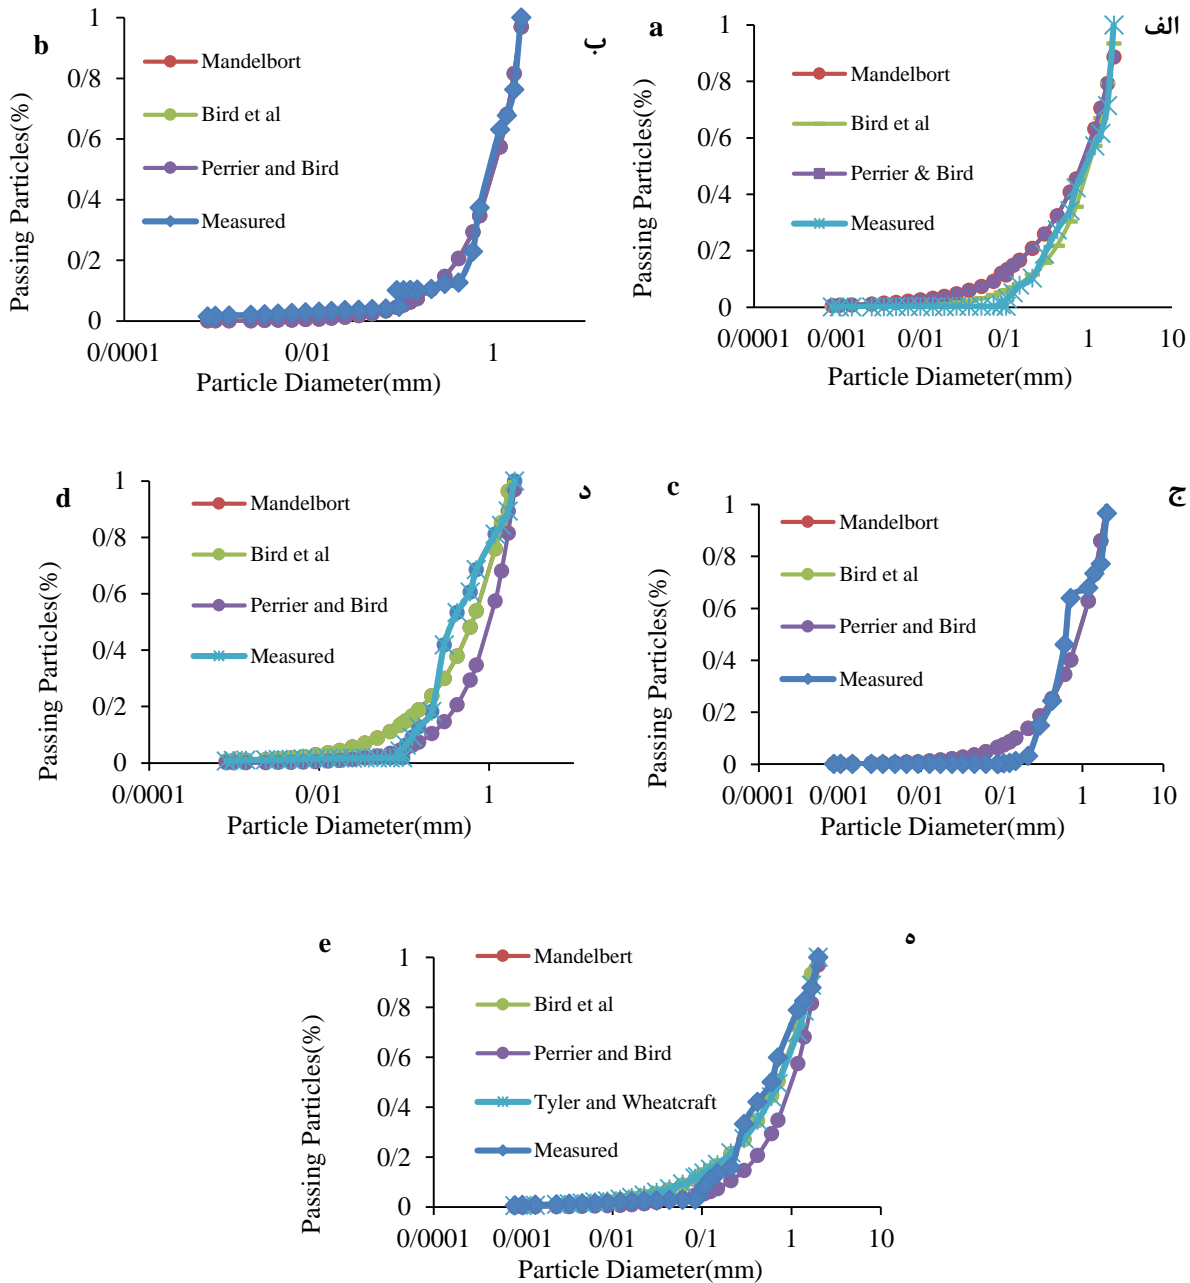 b
ب
Mandelbort
Bird et al
Perrier and Bird
Measured
Passing Particles(%)
1
0/8
0/6
0/4
0/2
0
0/0001
0/01
1
Particle Diameter(mm)
a
الف
Mandelbort
Bird et al
Perrier & Bird
Measured
Passing Particles(%)
1
0/8
0/6
0/4
0/2
0
0/0001
0/001
0/01
0/1
1
10
Particle Diameter(mm)
d
د
Mandelbort
Bird et al
Perrier and Bird
Measured
Passing Particles(%)
1
0/8
0/6
0/4
0/2
0
0/0001
0/01
1
Particle Diameter(mm)
c
ج
Mandelbort
Bird et al
Perrier and Bird
Measured
Passing Particles(%)
1
0/8
0/6
0/4
0/2
0
0/0001
0/001
0/01
0/1
1
10
Particle Diameter(mm)
e
ه
Mandelbert
Bird et al
Perrier and Bird
Tyler and Wheatcraft
Measured
Passing Particles(%)
1
0/8
0/6
0/4
0/2
0
0/0001
0/001
0/01
0/1
1
10
Particle Diameter(mm)